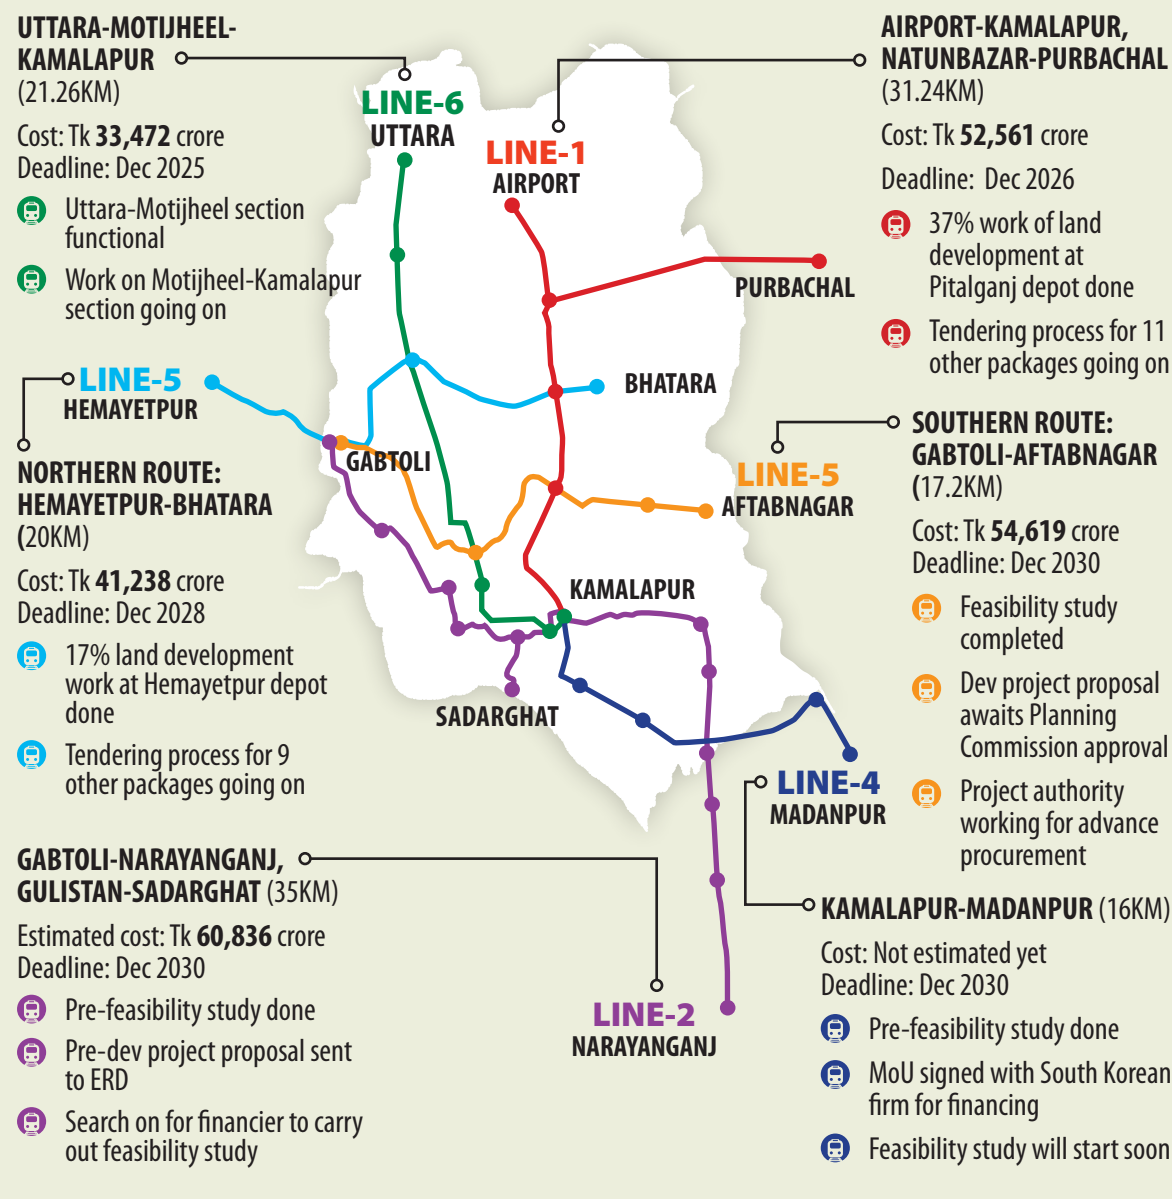 UTTARA-MOTIJHEEL-
KAMALAPUR
(21.26KM)
Cost: Tk 33,472 crore
Deadline: Dec 2025
Uttara-Motijheel section
functional
Work on Motijheel-Kamalapur
section going on
LINE-6
UTTARA
LINE-1
AIRPORT
AIRPORT-KAMALAPUR,
NATUNBAZAR-PURBACHAL
(31.24KM)
Cost: Tk 52,561 crore
Deadline: Dec 2026
37% work of land
development at
Pitalganj depot done
Tendering process for 11
other packages going on
PURBACHAL
LINE-5
HEMAYETPUR
BHATARA
GABTOLI
NORTHERN ROUTE:
HEMAYETPUR-BHATARA
(20KM)
Cost: Tk 41,238 crore
Deadline: Dec 2028
17% land development
work at Hemayetpur depot
done
Tendering process for 9
other packages going on
LINE-5
AFTABNAGAR
SOUTHERN ROUTE:
GABTOLI-AFTABNAGAR
(17.2KM)
Cost: Tk 54,619 crore
Deadline: Dec 2030
Feasibility study
completed
Dev project proposal
awaits Planning
Commission approval
Project authority
working for advance
procurement
KAMALAPUR
SADARGHAT
LINE-4
MADANPUR
GABTOLI-NARAYANGANJ,
GULISTAN-SADARGHAT (35KM)
Estimated cost: Tk 60,836 crore
Deadline: Dec 2030
Pre-feasibility study done
Pre-dev project proposal sent
to ERD
Search on for financier to carry
out feasibility study
LINE-2
NARAYANGANJ
KAMALAPUR-MADANPUR (16KM)
Cost: Not estimated yet
Deadline: Dec 2030
Pre-feasibility study done
MoU signed with South Korean
firm for financing
Feasibility study will start soon